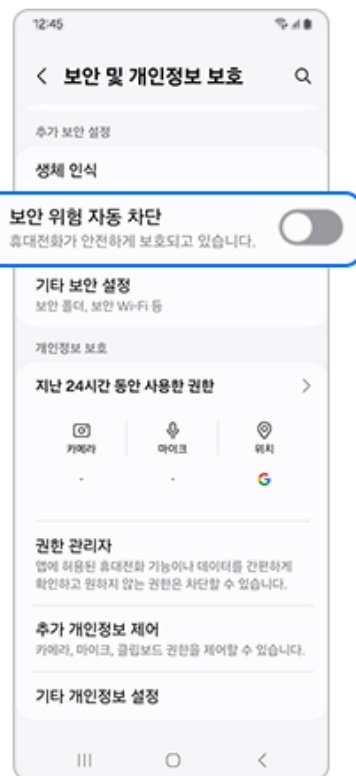 12:45
보안 및 개인정보 보호
추가 보안 설정
생체 인식
보안 위험 자동 차단
휴대전화가 안전하게 보호되고 있습니다.
기타 보안 설정
보안 폴더, 보안 Wi-Fi 등
개인정보 보호
지난 24시간 동안 사용한 권한
카메라
마이크
위치
-
-
G
권한 관리자
앱에 허용된 휴대전화 기능이나 데이터를 간편하게
확인하고 원하지 않는 권한은 차단할 수 있습니다.
추가 개인정보 제어
카메라, 마이크, 클립보드 권한을 제어할 수 있습니다.
기타 개인정보 설정